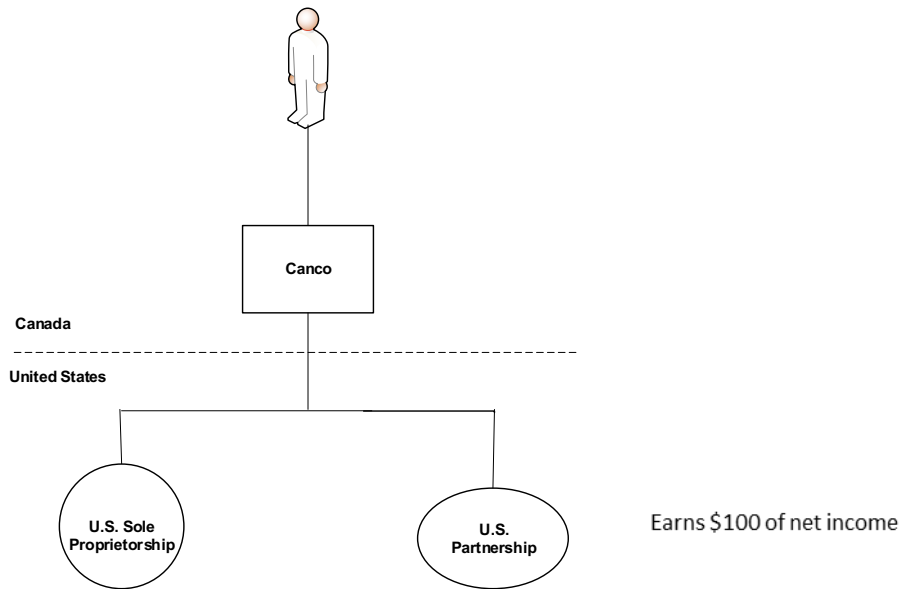 Canco
Canada
United States
U.S. Sole
Proprietorship
U.S.
Partnership
Earns $100 of net income